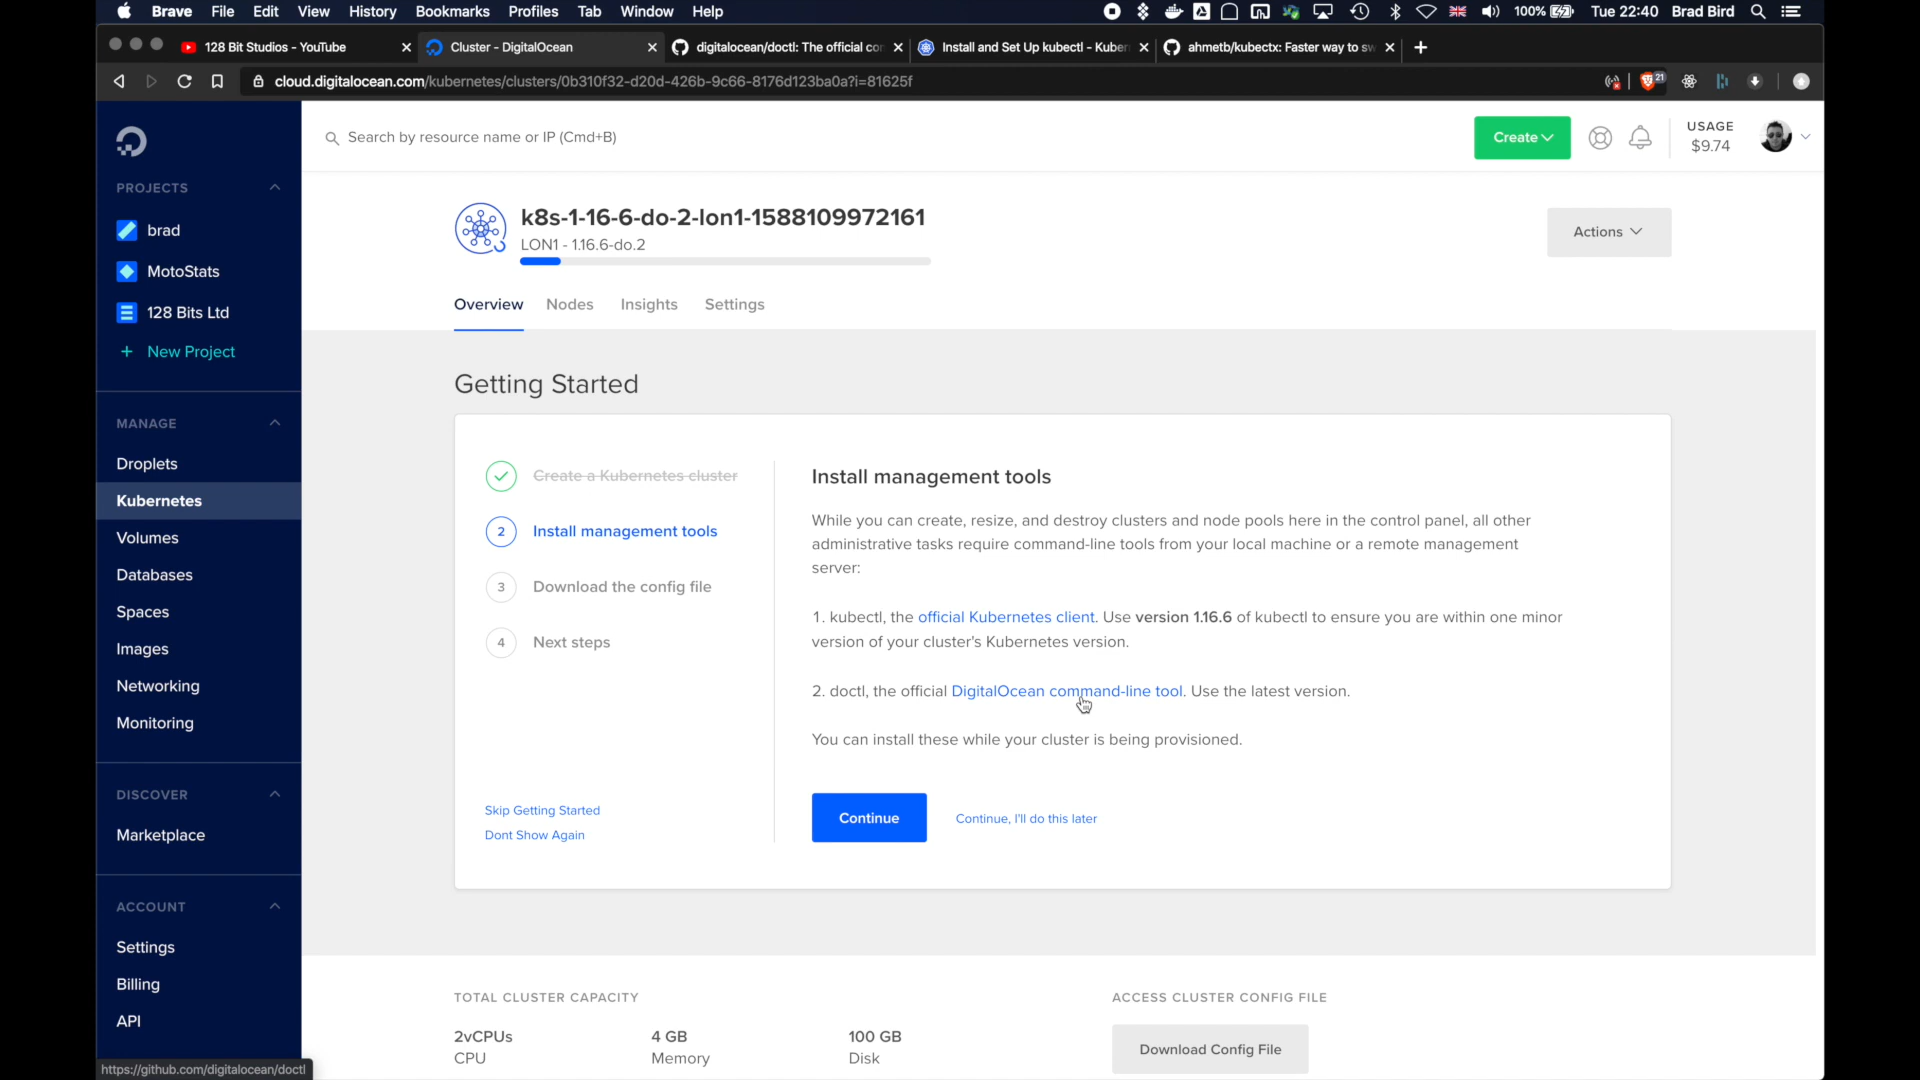 Brave File Edit View History Bookmarks Profiles Tab Window Help 100% Tue 22:40 Brad Bird
128 Bit Studios - YouTube
Cluster - DigitalOcean
digitalocean/doctl: The official co
Install and Set Up kubectl - Kuber
ahmetb/kubectx: Faster way to sw
cloud.digitalocean.com/kubernetes/clusters/0b310f32-d20d-426b-9c66-8176d123ba0a?i=81625f
21
Search by resource name or IP (Cmd+B)
Create
USAGE
$9.74
PROJECTS
brad
MotoStats
128 Bits Ltd
+ New Project
MANAGE
Droplets
Kubernetes
Volumes
Databases
Spaces
Images
Networking
Monitoring
DISCOVER
Marketplace
ACCOUNT
Settings
Billing
API
https://github.com/digitalocean/doctl
k8s-1-16-6-do-2-lon1-1588109972161
LON1 - 1.16.6-do.2
Actions
Overview Nodes Insights Settings
Getting Started
Create a Kubernetes cluster
2 Install management tools
3 Download the config file
4 Next steps
Skip Getting Started
Dont Show Again
Install management tools
While you can create, resize, and destroy clusters and node pools here in the control panel, all other
administrative tasks require command-line tools from your local machine or a remote management
server:
1. kubectl, the official Kubernetes client. Use version 1.16.6 of kubectl to ensure you are within one minor
version of your cluster's Kubernetes version.
2. doctl, the official DigitalOcean command-line tool. Use the latest version.
You can install these while your cluster is being provisioned.
Continue
Continue, I'll do this later
TOTAL CLUSTER CAPACITY
2vCPUs 4 GB 100 GB
CPU Memory Disk
ACCESS CLUSTER CONFIG FILE
Download Config File